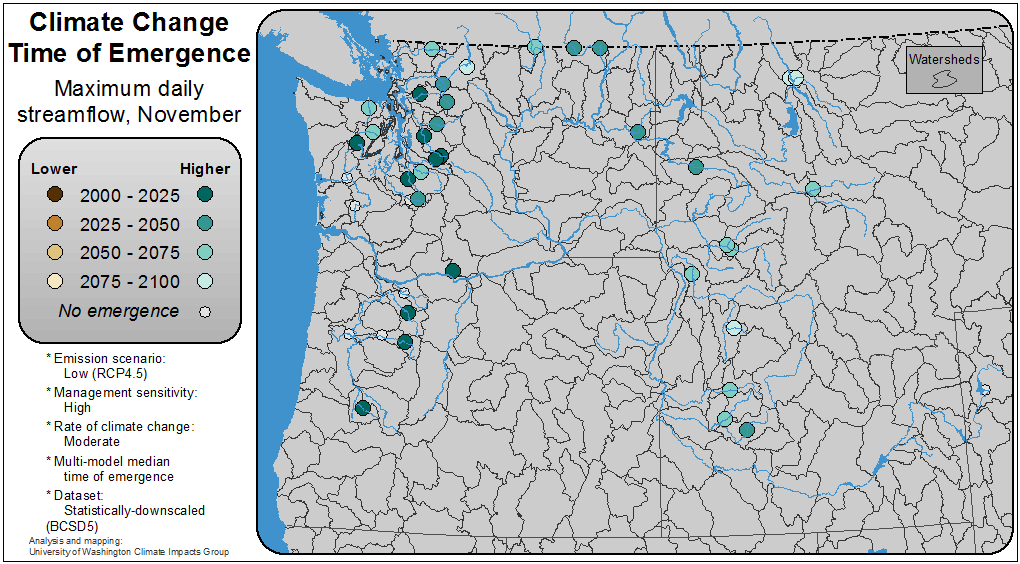 Climate Change
Time of Emergence
Maximum daily
streamflow, November
Lower Higher
2000 - 2025
2025 - 2050
2050 - 2075
2075 - 2100
No emergence
* Emission scenario:
Low (RCP4.5)
* Management sensitivity:
High
* Rate of climate change:
Moderate
* Multi-model median
time of emergence
* Dataset:
Statistically-downscaled
(BCSD5)
Analysis and mapping:
University of Washington Climate Impacts Group
Watersheds